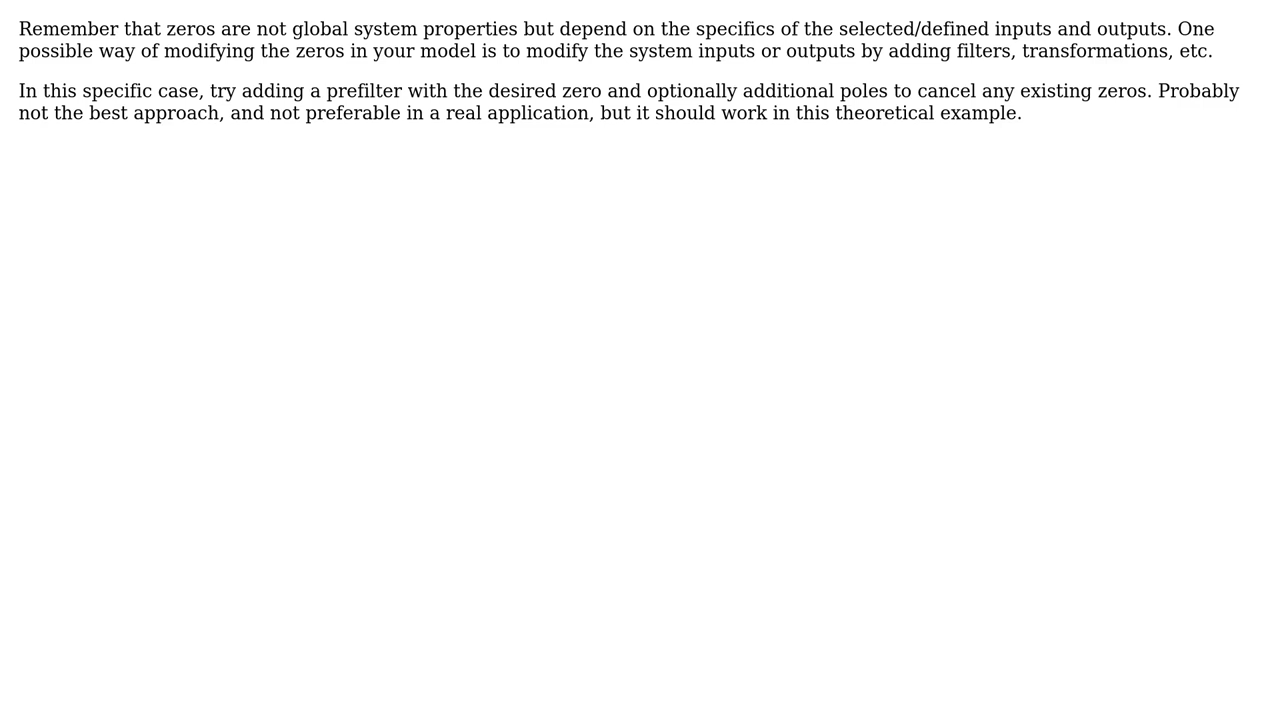 Remember that zeros are not global system properties but depend on the specifics of the selected/defined inputs and outputs. One
possible way of modifying the zeros in your model is to modify the system inputs or outputs by adding filters, transformations, etc.
In this specific case, try adding a prefilter with the desired zero and optionally additional poles to cancel any existing zeros. Probably
not the best approach, and not preferable in a real application, but it should work in this theoretical example.